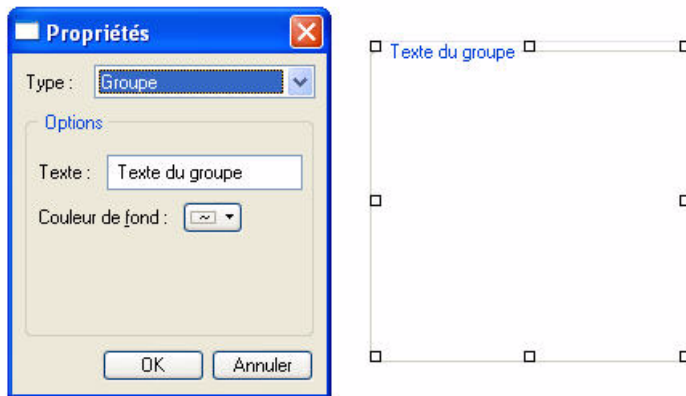 Propriétés
Type : Groupe
Options
Texte : Texte du groupe
Couleur de fond : ~
OK Annuler
Texte du groupe